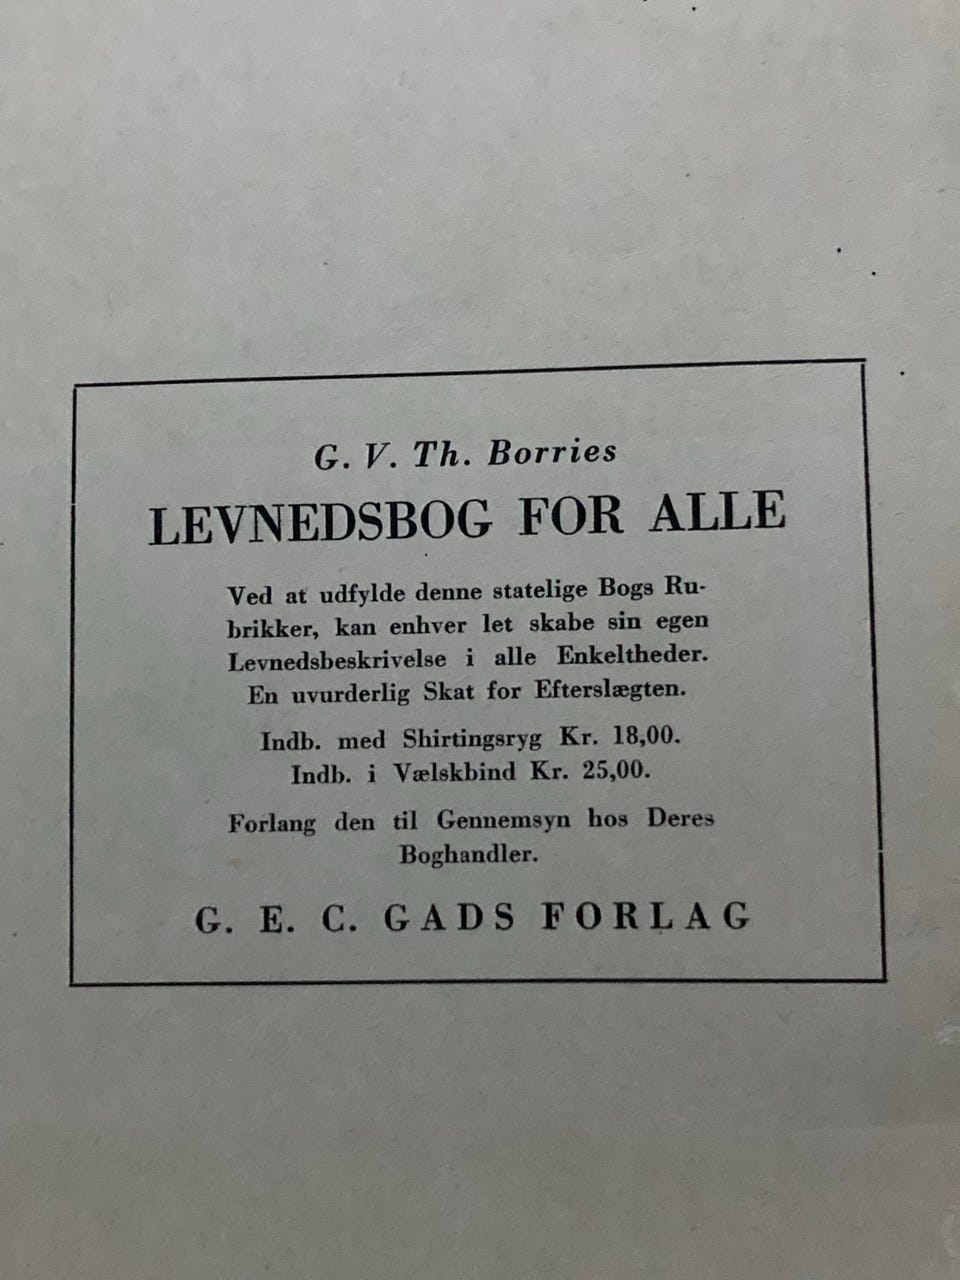 G. V. Th. Borries
LEVNEDSBOG FOR ALLE
Ved at udfylde denne statelige Bogs Ru-
brikker, kan enhver let skabe sin egen
Levnedsbeskrivelse i alle Enkeltheder.
En uvurderlig Skat for Efterslægten.
Indb. med Shirtingsryg Kr. 18,00.
Indb. i Vælskbind Kr. 25,00.
Forlang den til Gennemsyn hos Deres
Boghandler.
G. E. C. GADS FORLAG